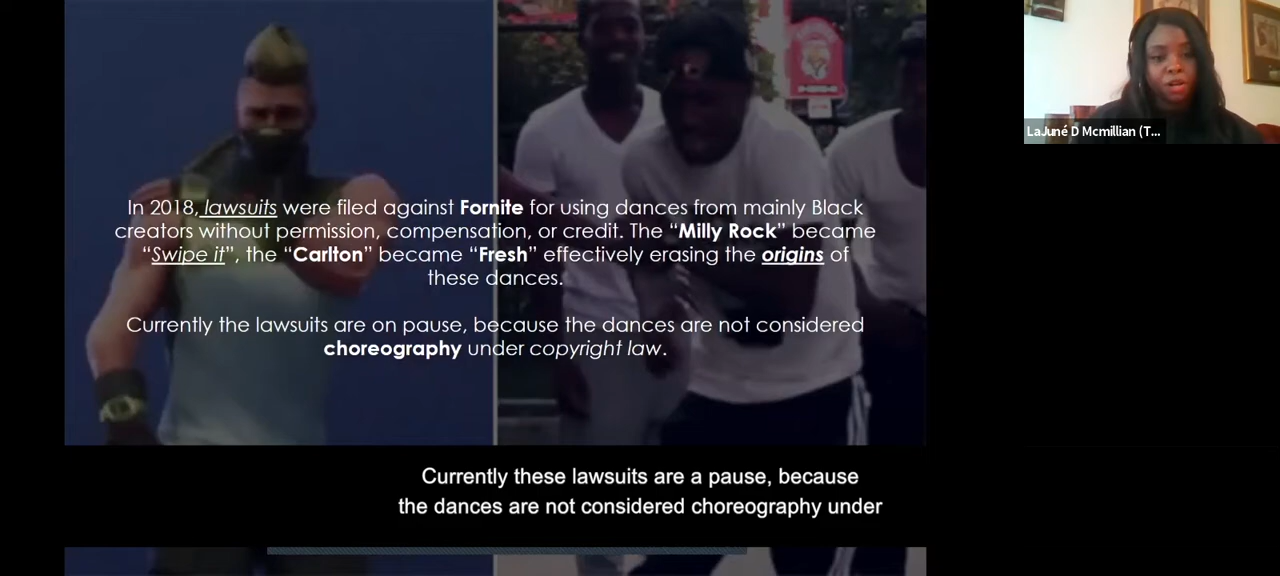 In 2018, lawsuits were filed against Fornite for using dances from mainly Black
creators without permission, compensation, or credit. The “Milly Rock” became
“Swipe it”, the “Carlton” became “Fresh” effectively erasing the origins of
these dances.
Currently the lawsuits are on pause, because the dances are not considered
choreography under copyright law.
Currently these lawsuits are a pause, because
the dances are not considered choreography under
LaJuné D Mcmillian (T...